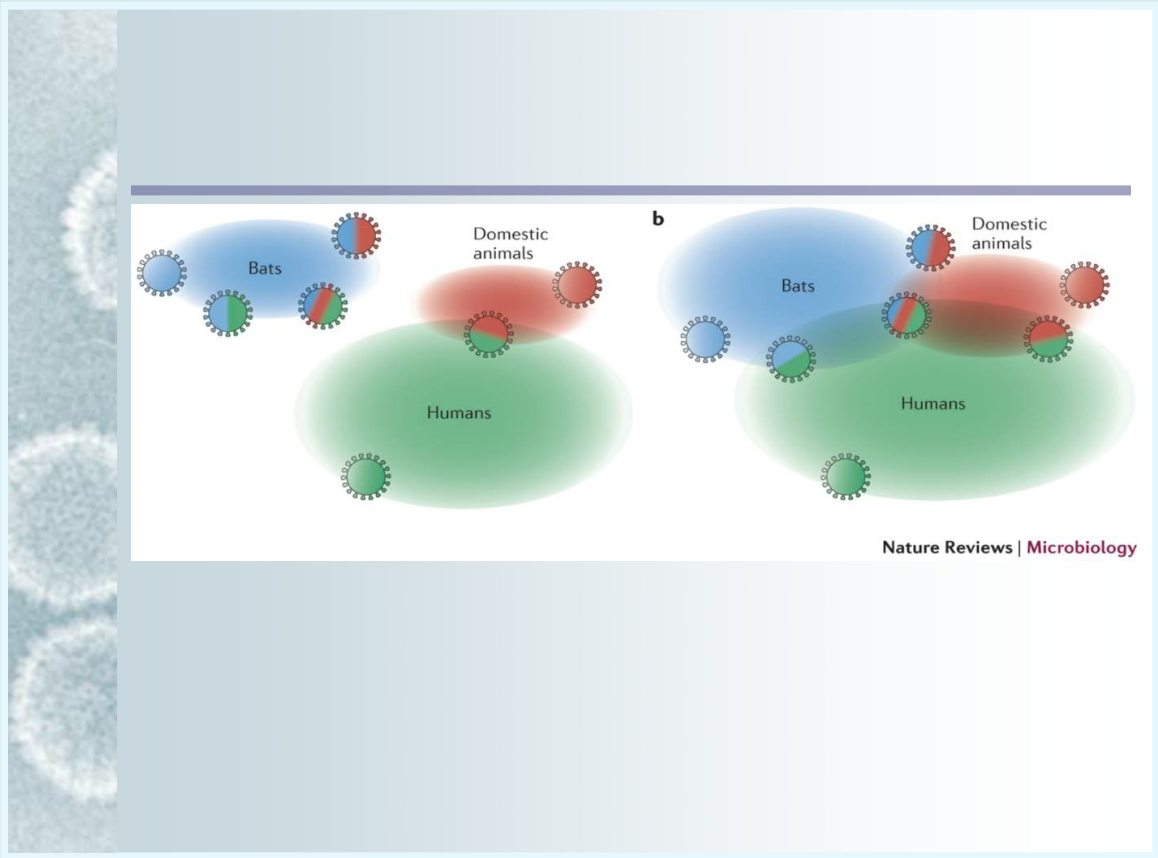 Bats
Domestic
animals
Humans
b
Bats
Domestic
animals
Humans
Nature Reviews | Microbiology